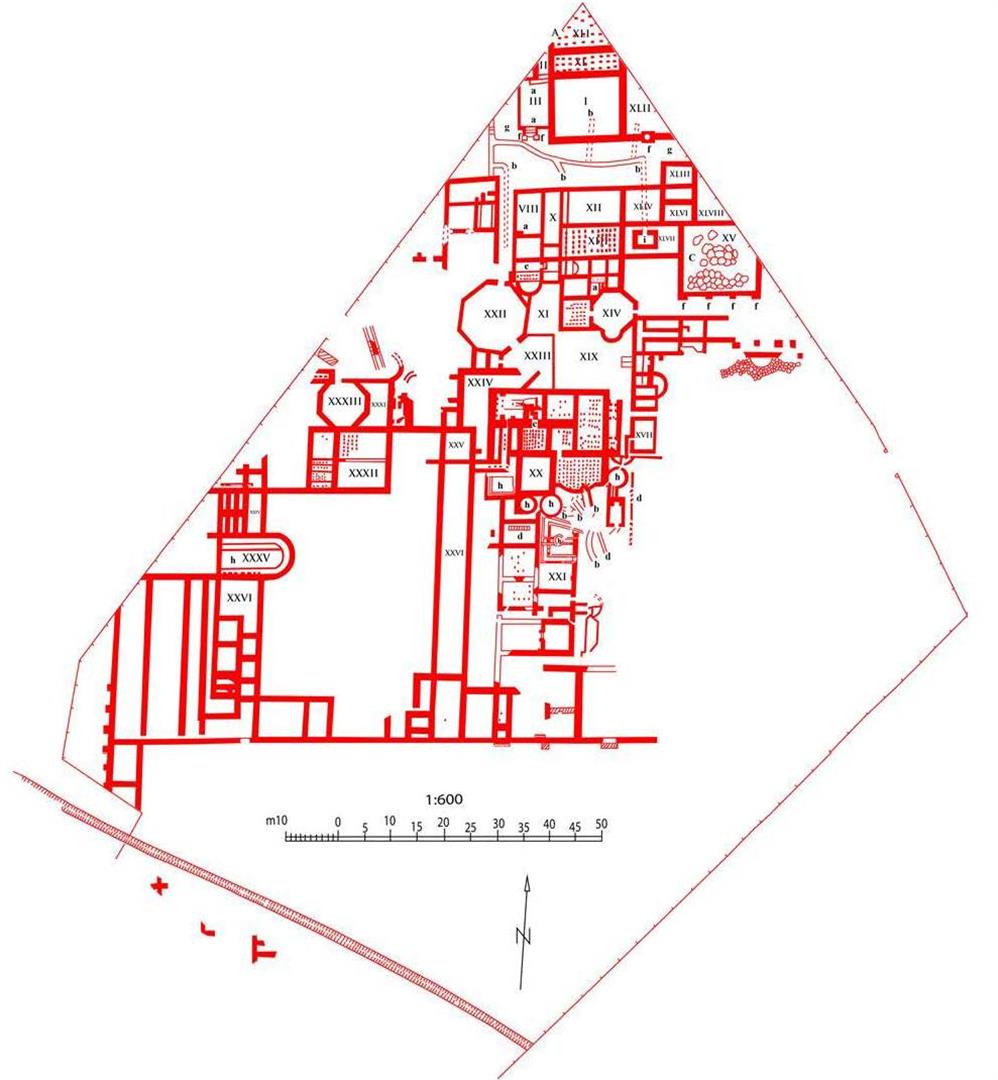 A XLI
II XL
a
III I
a b XLII
g
f f f g
b b b
XLIII
VIII X XII XLIV XLVI XLVIII
a
i XLVII XV
C
c
a
XXII XI XIV f f f f
XXIII XIX
XXIV
XXXIII XXXI
c
XXV XVII
XXXII XX h
h h h d
b b b
d
XXVI
h XXXV
d
b
XXI
XXVI
1:600
m10 0 5 10 15 20 25 30 35 40 45 50
N